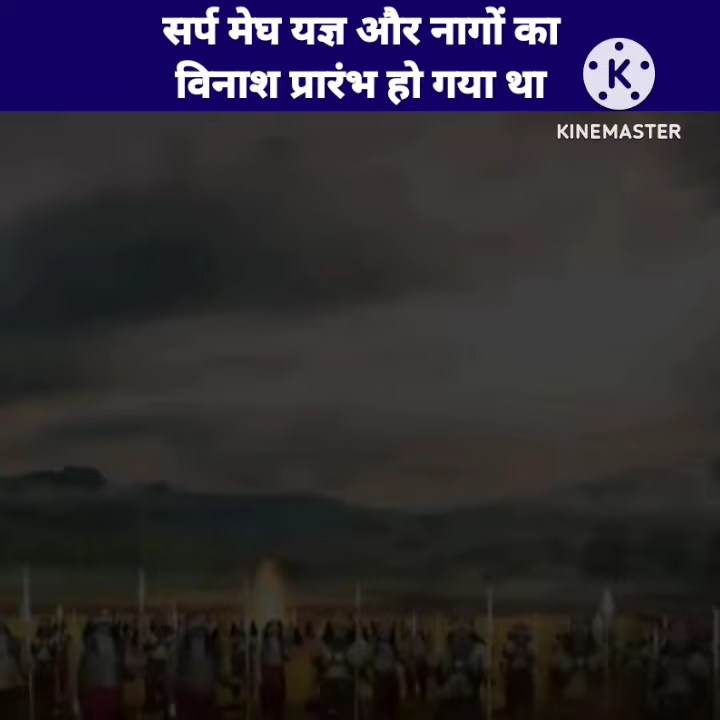 सर्प मेघ यज्ञ और नागों का
विनाश प्रारंभ हो गया था
K
KINEMASTER